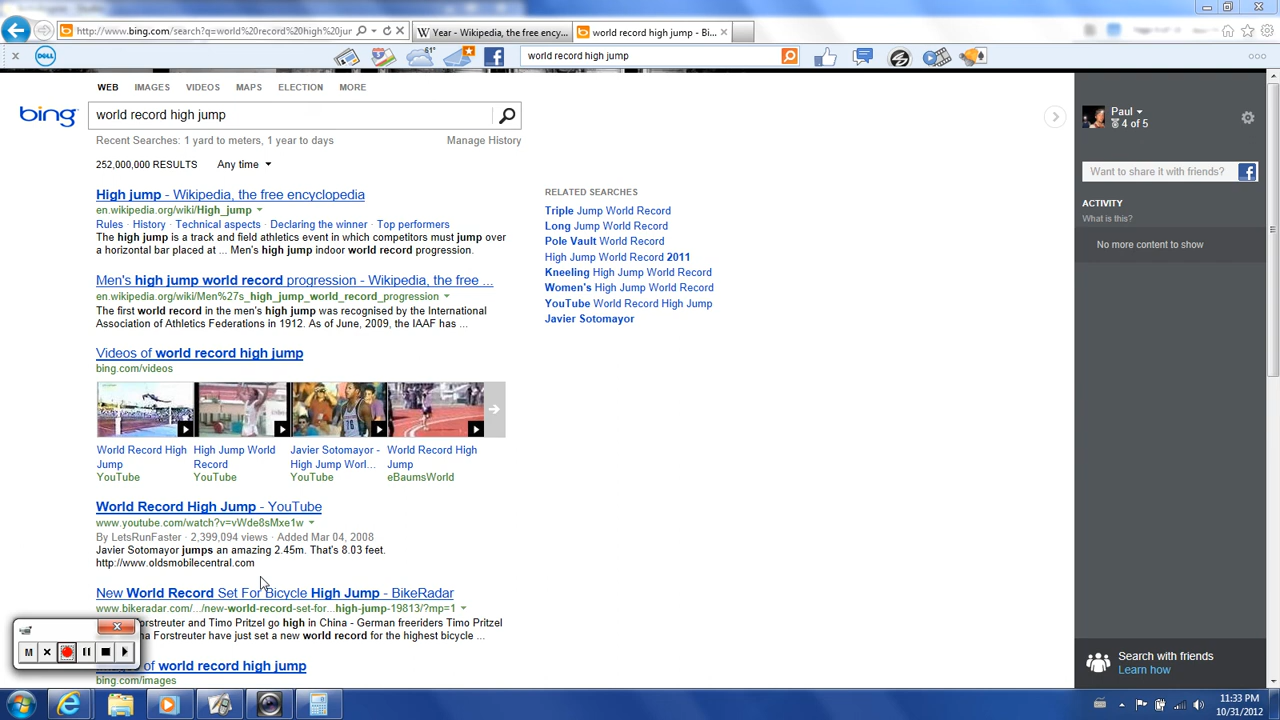 http://www.bing.com/search?q=world%20record%20high%20jur
Year - Wikipedia, the free ency...
world record high jump - Bi...
DELL
61°
world record high jump
WEB IMAGES VIDEOS MAPS ELECTION MORE
bing
world record high jump
Recent Searches: 1 yard to meters, 1 year to days
Manage History
252,000,000 RESULTS
Any time
High jump - Wikipedia, the free encyclopedia
en.wikipedia.org/wiki/High_jump
Rules · History · Technical aspects · Declaring the winner · Top performers
The high jump is a track and field athletics event in which competitors must jump over
a horizontal bar placed at ... Men's high jump indoor world record progression.
Men's high jump world record progression - Wikipedia, the free ...
en.wikipedia.org/wiki/Men%27s_high_jump_world_record_progression
The first world record in the men's high jump was recognised by the International
Association of Athletics Federations in 1912. As of June, 2009, the IAAF has ...
Videos of world record high jump
bing.com/videos
World Record High
Jump
YouTube
High Jump World
Record
YouTube
Javier Sotomayor -
High Jump Worl...
YouTube
World Record High
Jump
eBaumsWorld
World Record High Jump - YouTube
www.youtube.com/watch?v=vWde8sMxe1w
By LetsRunFaster · 2,399,094 views · Added Mar 04, 2008
Javier Sotomayor jumps an amazing 2.45m. That's 8.03 feet.
http://www.oldsmobilecentral.com
New World Record Set For Bicycle High Jump - BikeRadar
www.bikeradar.com/.../new-world-record-set-for...high-jump-19813/?mp=1
orstreuter and Timo Pritzel go high in China - German freeriders Timo Pritzel
na Forstreuter have just set a new world record for the highest bicycle ...
of world record high jump
bing.com/images
RELATED SEARCHES
Triple Jump World Record
Long Jump World Record
Pole Vault World Record
High Jump World Record 2011
Kneeling High Jump World Record
Women's High Jump World Record
YouTube World Record High Jump
Javier Sotomayor
Paul
4 of 5
Want to share it with friends?
ACTIVITY
What is this?
No more content to show
Search with friends
Learn how
M
11:33 PM
10/31/2012